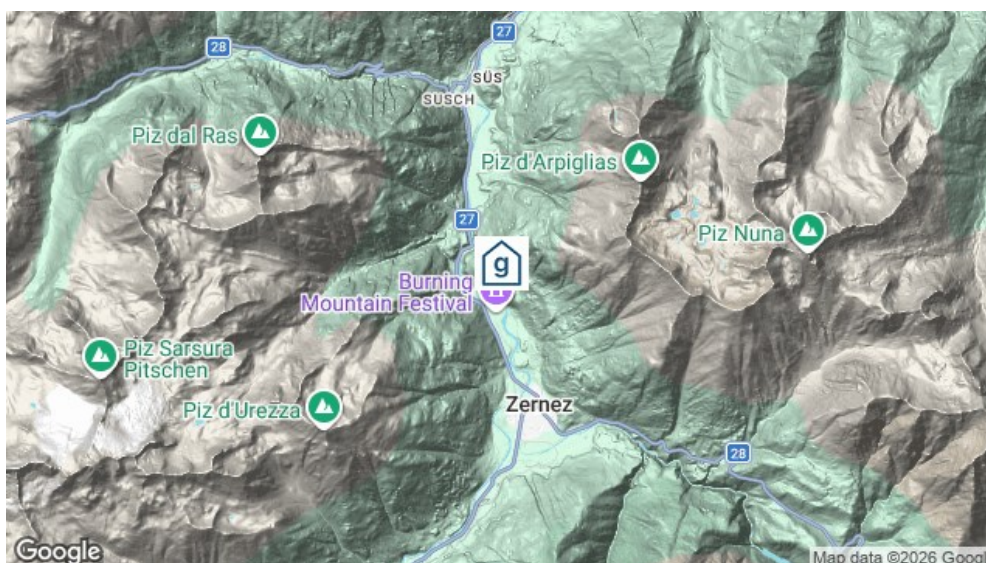 27
28
SÜS
SUSCH
Piz dal Ras
Piz d'Arpiglias
27
Piz Nuna
g
Burning
Mountain Festival
Piz Sarsura
Pitschen
Piz d'Urezza
Zernez
28
Google
Map data ©2026 Googl